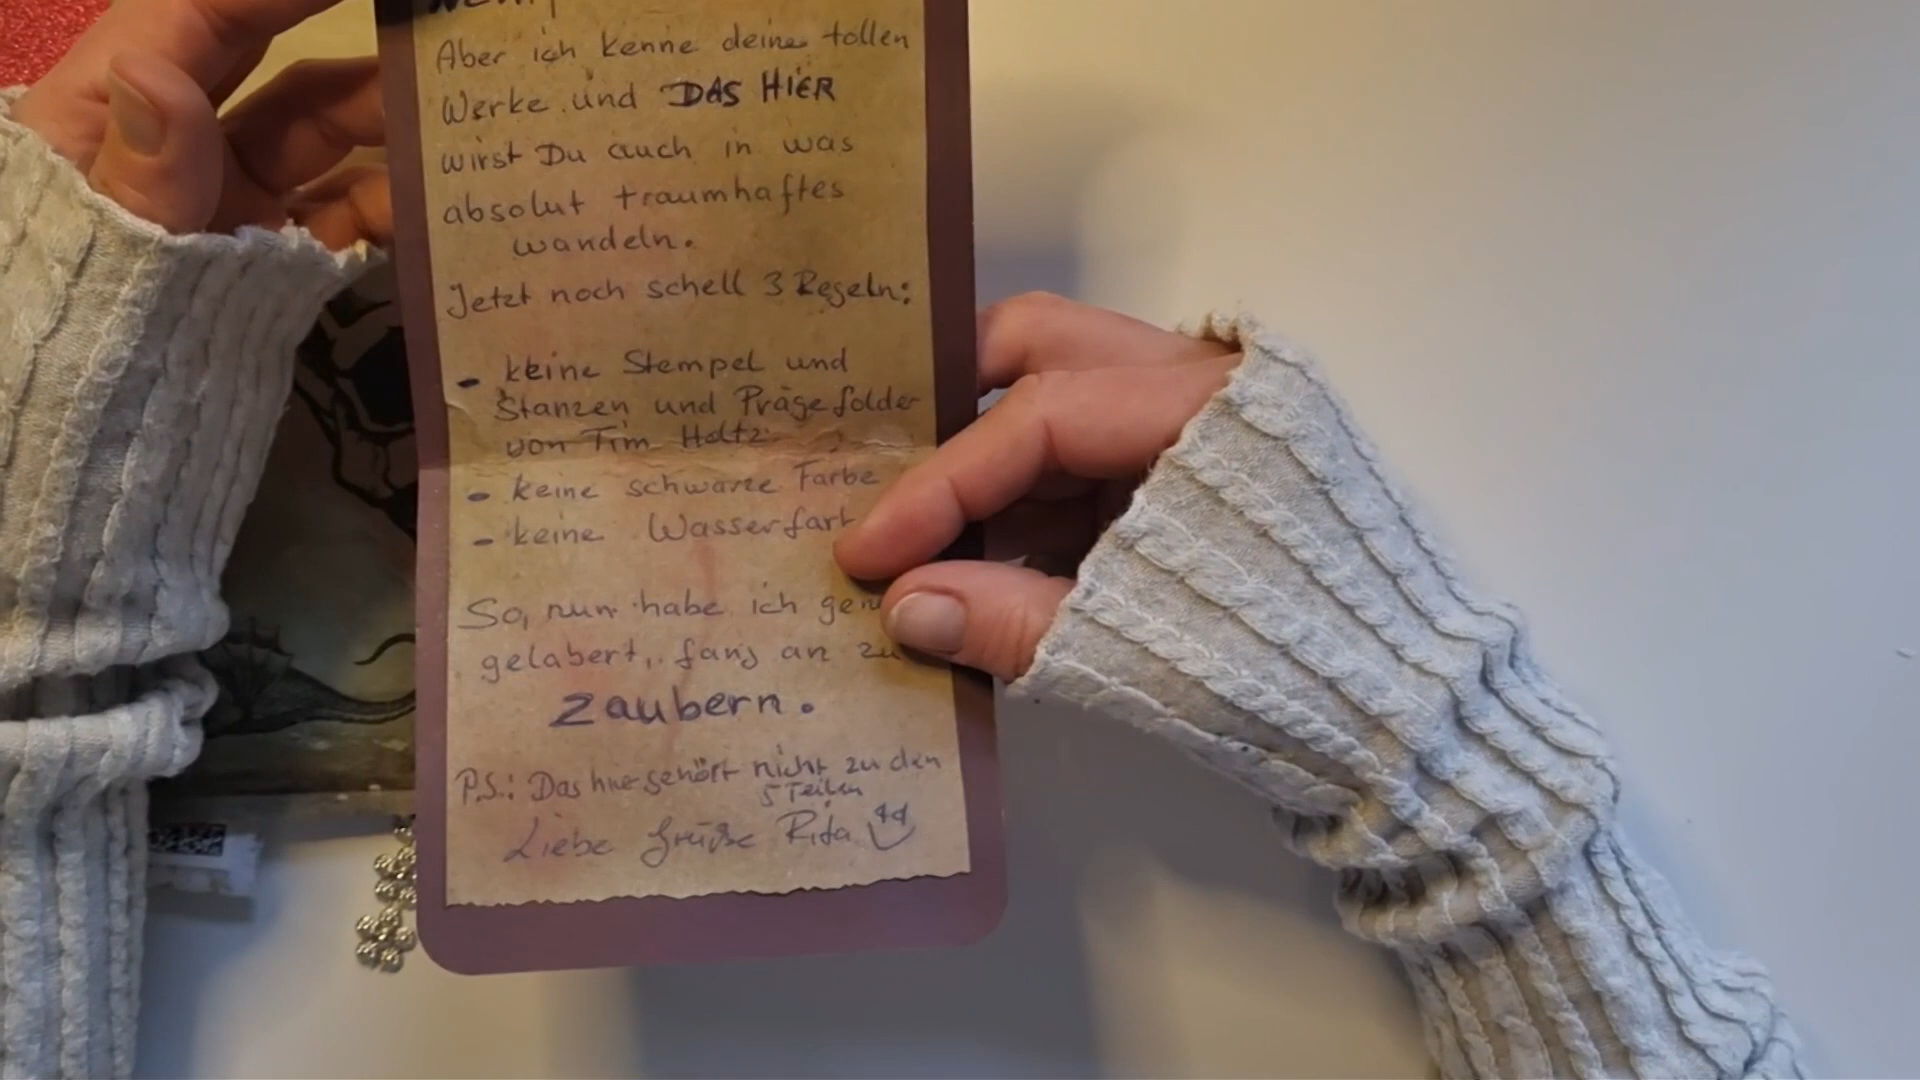 Aber ich kenne deine tollen
Werke und DAS HIER
wirst Du auch in was
absolut traumhaftes
wandeln.
Jetzt noch schell 3 Regeln:
- keine Stempel und
Stanzen und Prägefolder
von Tim Holtz
- keine schwarze Farbe
- keine Wasserfarb
So, nun habe ich
gelabert, fang an zu
zaubern.
P.S.: Das hier gehört nicht zu den
5 Teilen
Liebe Grüße Rita